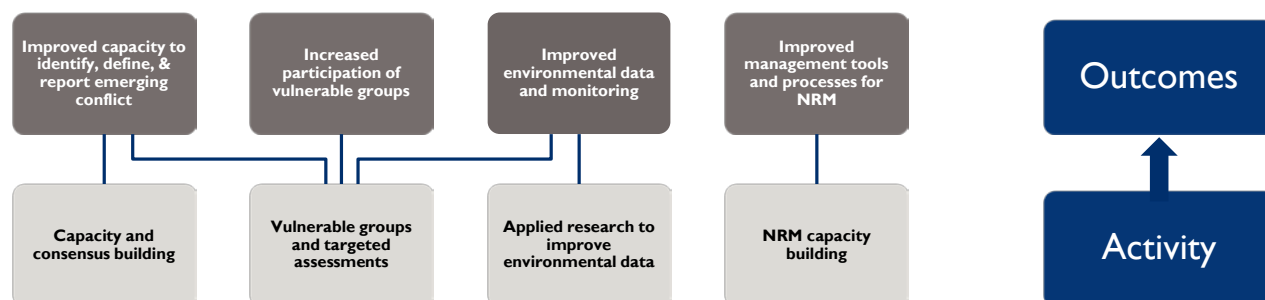 Improved capacity to
identify, define, &
report emerging
conflict
Increased
participation of
vulnerable groups
Improved
environmental data
and monitoring
Improved
management tools
and processes for
NRM
Outcomes
Capacity and
consensus building
Vulnerable groups
and targeted
assessments
Applied research to
improve
environmental data
NRM capacity
building
Activity